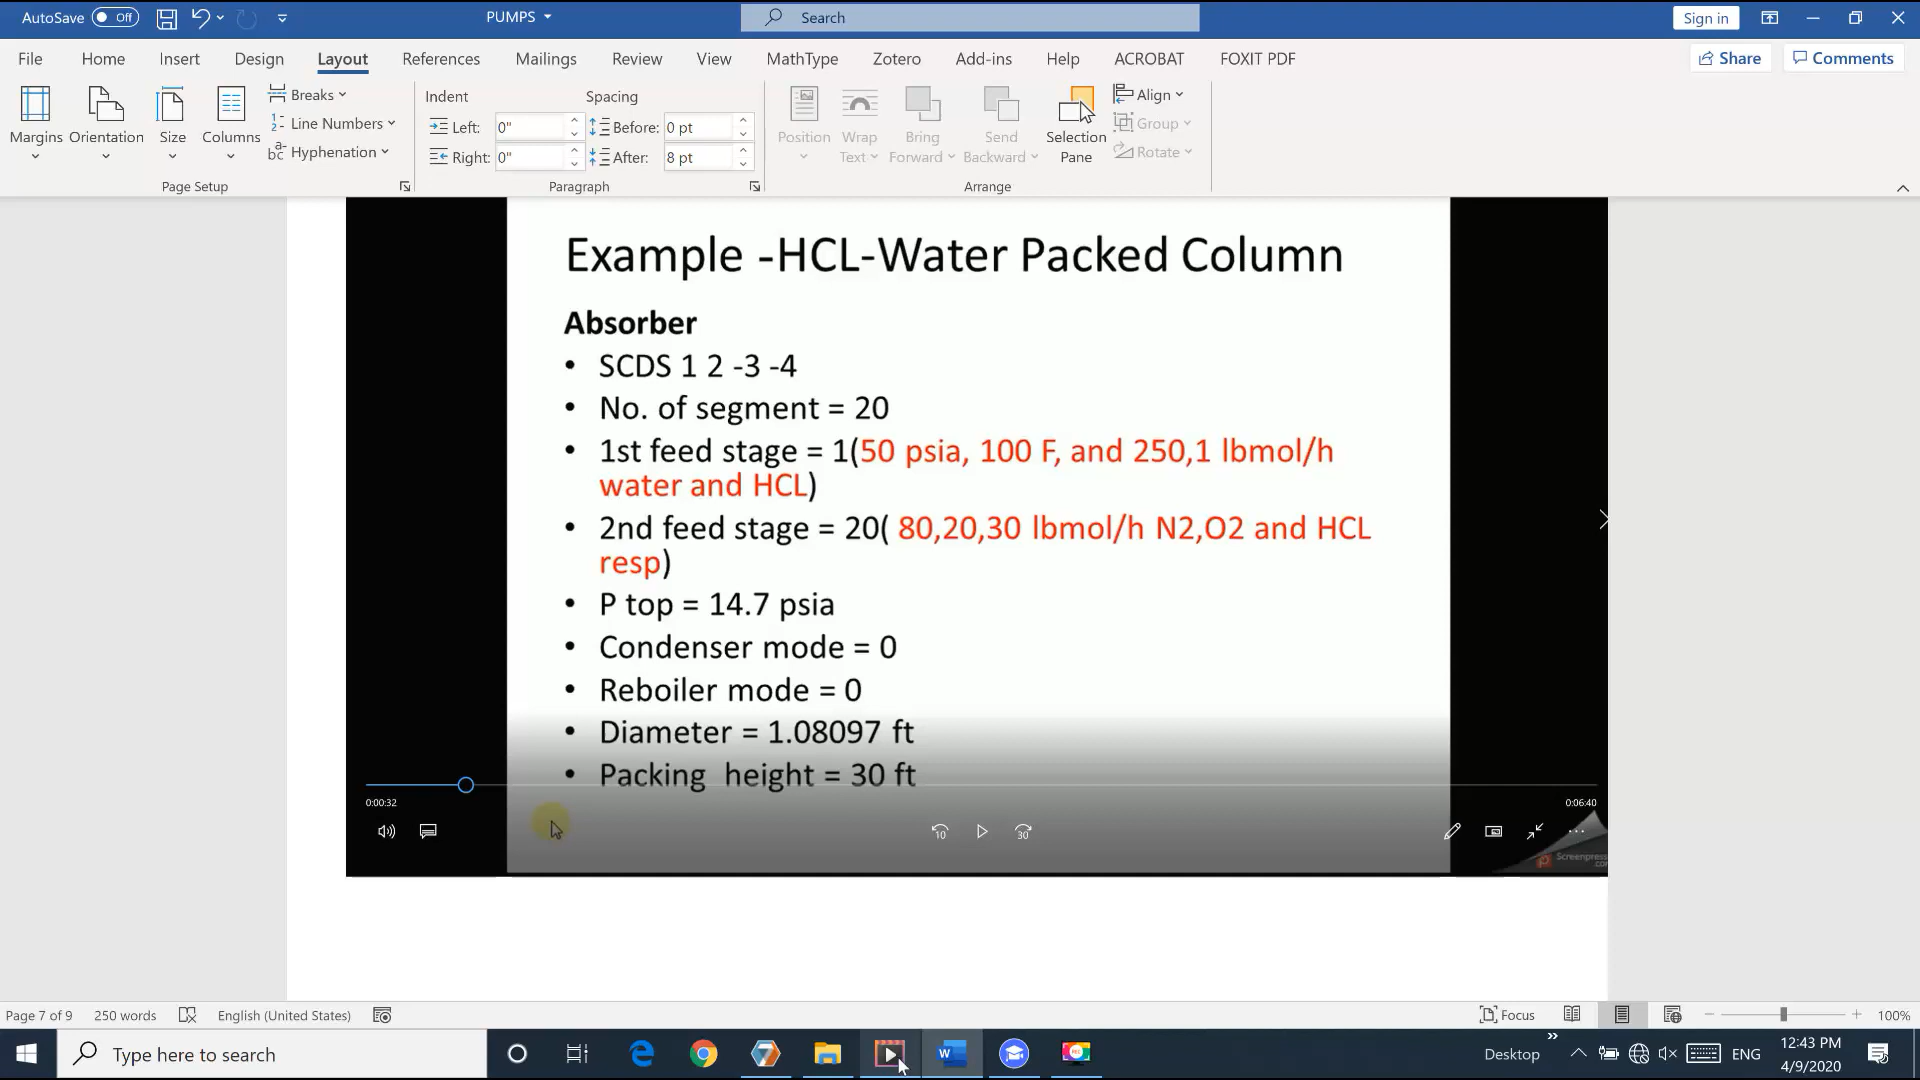 AutoSave Off PUMPS Search Sign in
File Home Insert Design Layout References Mailings Review View MathType Zotero Add-ins Help ACROBAT FOXIT PDF Share Comments
Margins Orientation Size Columns
Breaks
Line Numbers
Hyphenation
Page Setup
Indent Spacing
Left: 0" Before: 0 pt
Right: 0" After: 8 pt
Paragraph
Position Wrap Text Bring Forward Send Backward Selection Pane
Align
Group
Rotate
Arrange
Example -HCL-Water Packed Column
Absorber
• SCDS 1 2 -3 -4
• No. of segment = 20
• 1st feed stage = 1(50 psia, 100 F, and 250,1 lbmol/h
water and HCL)
• 2nd feed stage = 20( 80,20,30 lbmol/h N2,O2 and HCL
resp)
• P top = 14.7 psia
• Condenser mode = 0
• Reboiler mode = 0
• Diameter = 1.08097 ft
• Packing height = 30 ft
0:00:32 0:06:40
10 30
Page 7 of 9 250 words English (United States) Focus 100%
Type here to search
Desktop ENG 12:43 PM
4/9/2020